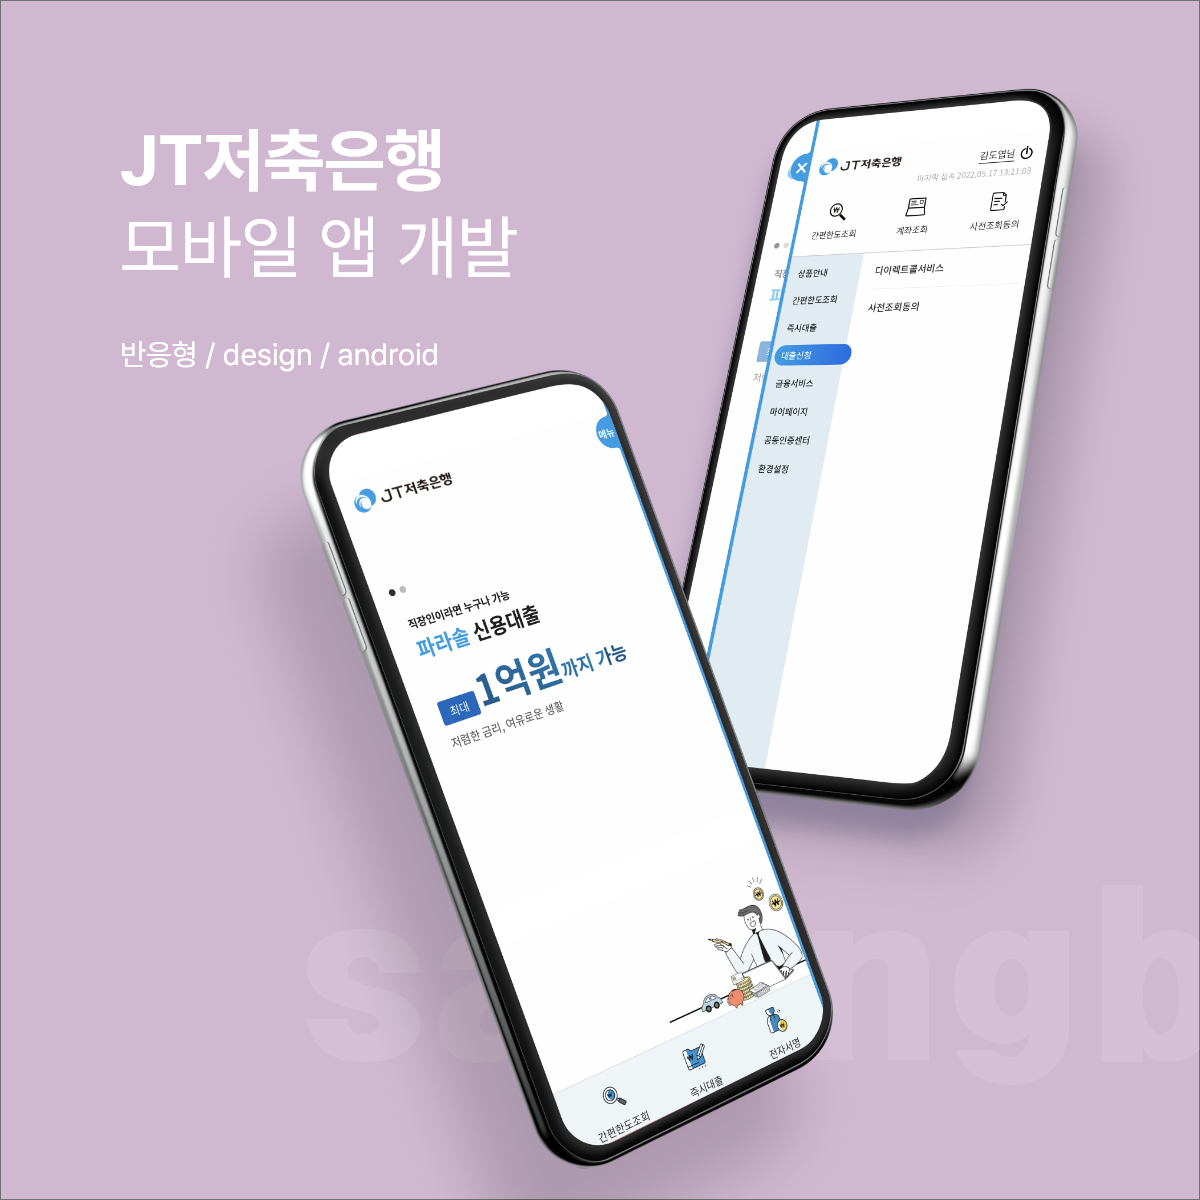 JT저축은행
모바일 앱 개발
반응형 / design / android
JT저축은행
김도엽님
마지막 접속 2022.05.17 13:11:03
간편한도조회
계좌조회
사전조회동의
상품안내
간편한도조회
즉시대출
대출신청
금융서비스
마이페이지
공동인증센터
환경설정
다이렉트콜서비스
사전조회동의
메뉴
JT저축은행
직장인이라면 누구나 가능
파라솔 신용대출
최대 1억원까지 가능
저렴한 금리, 여유로운 생활
간편한도조회
즉시대출
전자서명